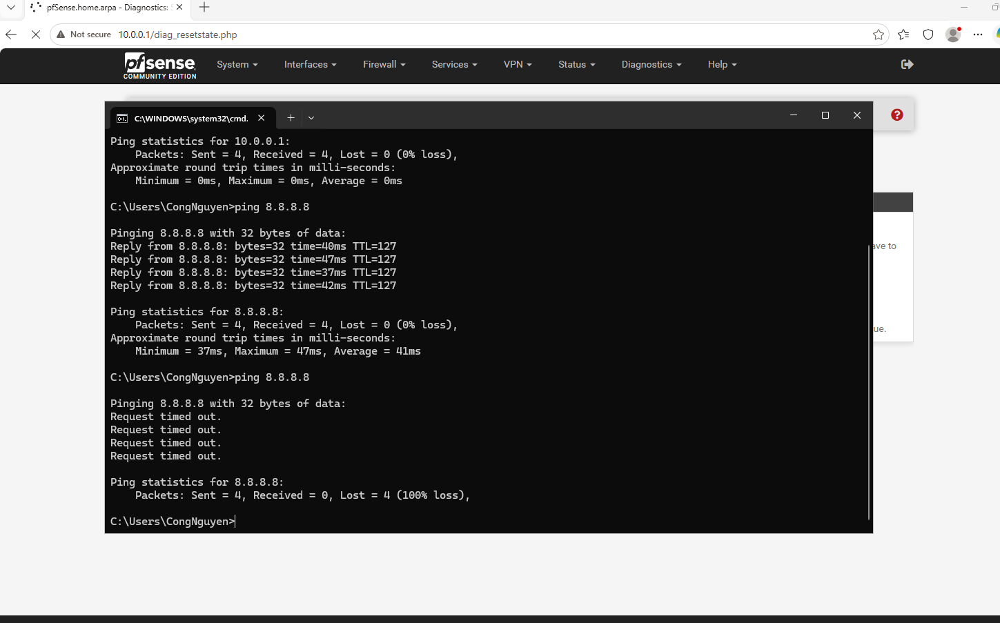 pfSense.home.arpa - Diagnostics:
Not secure 10.0.0.1/diag_resetstate.php
pfsense
COMMUNITY EDITION
System Interfaces Firewall Services VPN Status Diagnostics Help
C:\WINDOWS\system32\cmd.
Ping statistics for 10.0.0.1:
Packets: Sent = 4, Received = 4, Lost = 0 (0% loss),
Approximate round trip times in milli-seconds:
Minimum = 0ms, Maximum = 0ms, Average = 0ms
C:\Users\CongNguyen>ping 8.8.8.8
Pinging 8.8.8.8 with 32 bytes of data:
Reply from 8.8.8.8: bytes=32 time=40ms TTL=127
Reply from 8.8.8.8: bytes=32 time=47ms TTL=127
Reply from 8.8.8.8: bytes=32 time=37ms TTL=127
Reply from 8.8.8.8: bytes=32 time=42ms TTL=127
Ping statistics for 8.8.8.8:
Packets: Sent = 4, Received = 4, Lost = 0 (0% loss),
Approximate round trip times in milli-seconds:
Minimum = 37ms, Maximum = 47ms, Average = 41ms
C:\Users\CongNguyen>ping 8.8.8.8
Pinging 8.8.8.8 with 32 bytes of data:
Request timed out.
Request timed out.
Request timed out.
Request timed out.
Ping statistics for 8.8.8.8:
Packets: Sent = 4, Received = 0, Lost = 4 (100% loss),
C:\Users\CongNguyen>
ave to
ue.